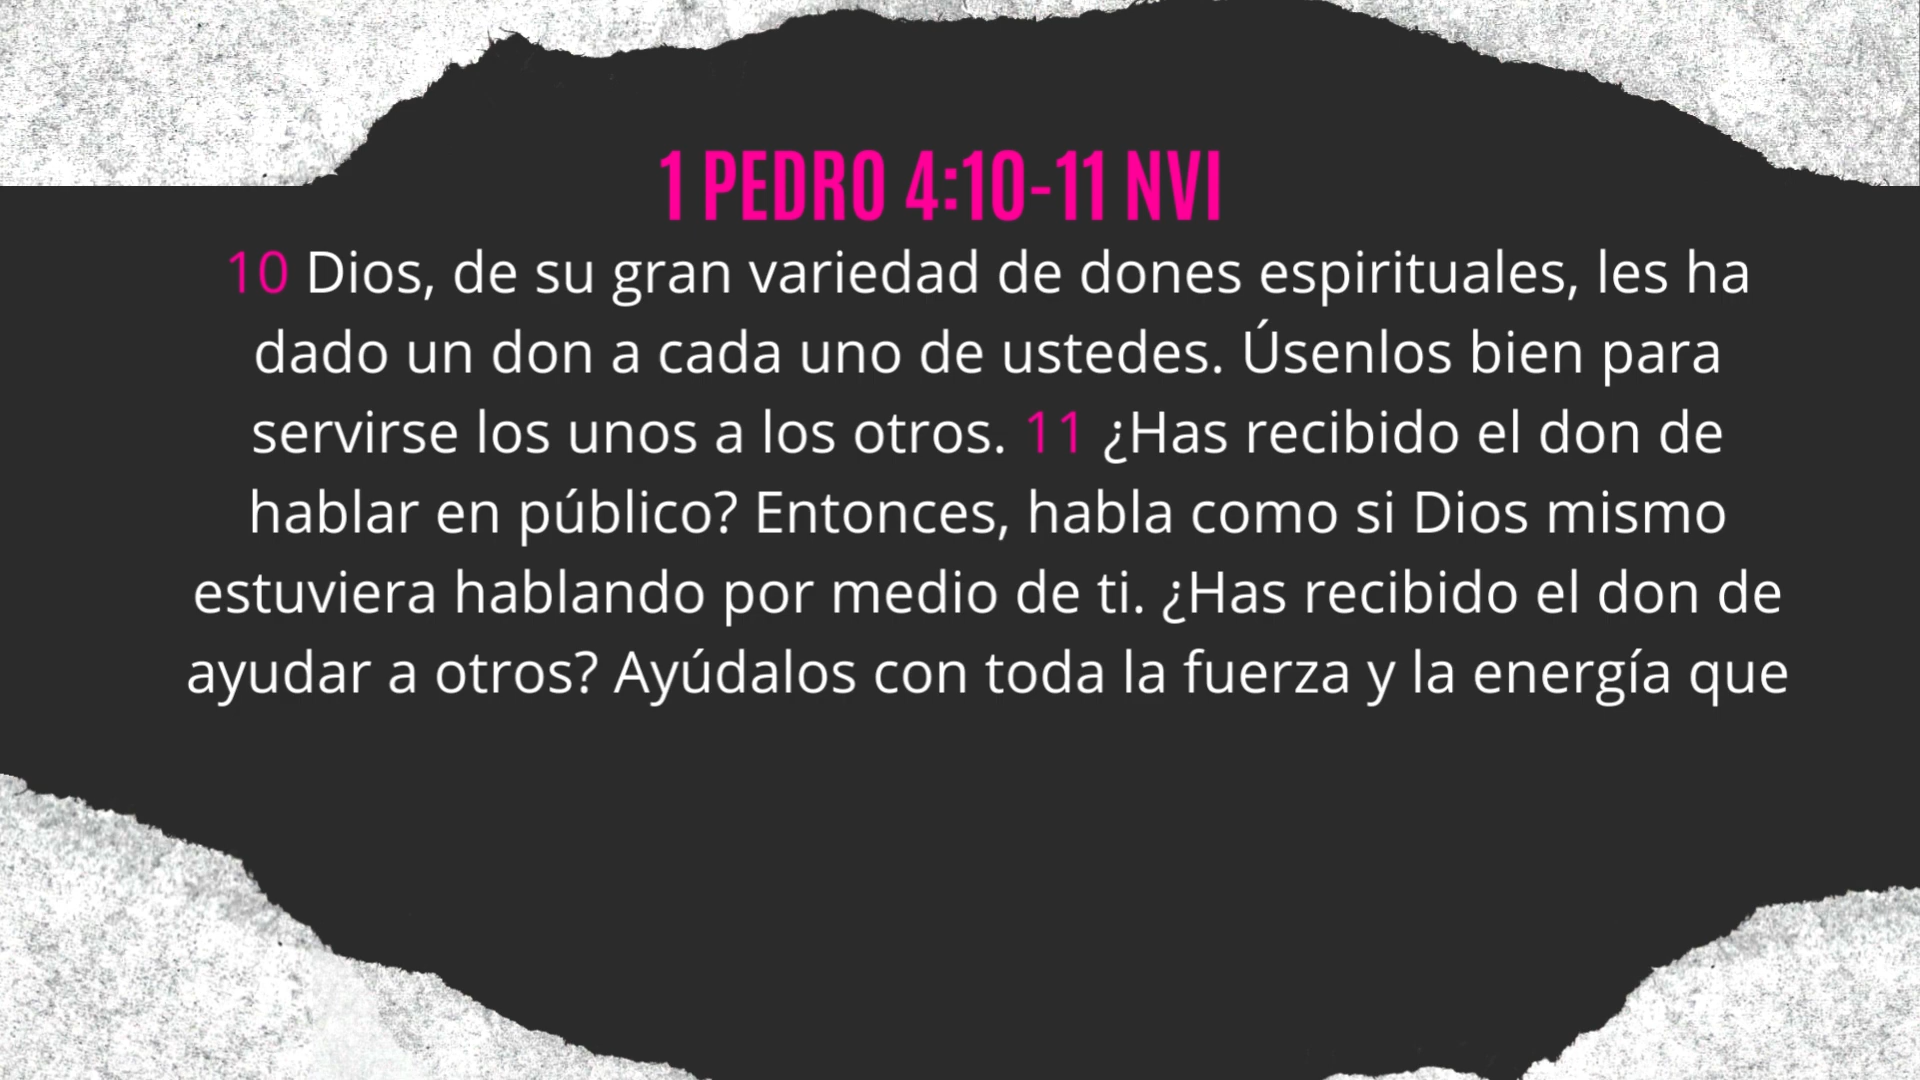 1 PEDRO 4:10-11 NVI
10 Dios, de su gran variedad de dones espirituales, les ha
dado un don a cada uno de ustedes. Úsenlos bien para
servirse los unos a los otros. 11 ¿Has recibido el don de
hablar en público? Entonces, habla como si Dios mismo
estuviera hablando por medio de ti. ¿Has recibido el don de
ayudar a otros? Ayúdalos con toda la fuerza y la energía que